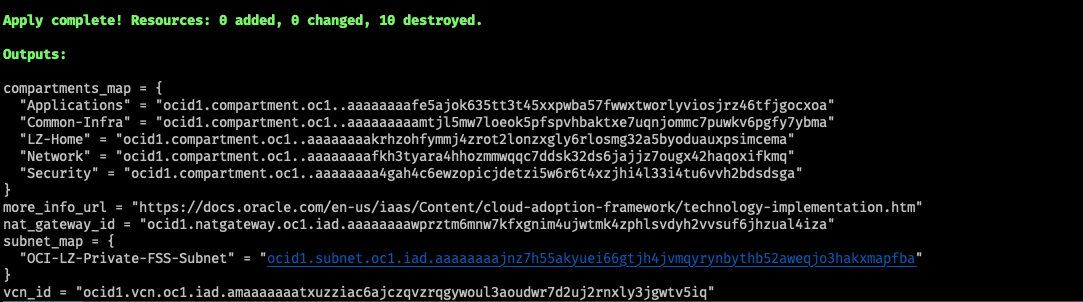 Apply complete! Resources: 0 added, 0 changed, 10 destroyed.
Outputs:
compartments_map = {
"Applications" = "ocid1.compartment.oc1..aaaaaaaafe5ajok635tt3t45xxpwba57fwwxtworlyviosjrz46tfjgocxoa"
"Common-Infra" = "ocid1.compartment.oc1..aaaaaaaaamtjl5mw7loeok5pfspvhbaktxe7uqnjommc7puwkv6pgfy7ybma"
"LZ-Home" = "ocid1.compartment.oc1..aaaaaaaakrhzohfymmj4zrot2lonzxgly6rlosmg32a5byoduauxpsimcema"
"Network" = "ocid1.compartment.oc1..aaaaaaaafkh3tyara4hhozmmwqqc7ddsk32ds6jajjz7ougx42haqoxifkmq"
"Security" = "ocid1.compartment.oc1..aaaaaaaa4gah4c6ewzopicjdetzi5w6r6t4xzjhi4l33i4tu6vvh2bdsdsga"
}
more_info_url = "https://docs.oracle.com/en-us/iaas/Content/cloud-adoption-framework/technology-implementation.htm"
nat_gateway_id = "ocid1.natgateway.oc1.iad.aaaaaaaawprztm6mnw7kfxgnim4ujwtmk4zphlsvdyh2vvsuf6jhzual4iza"
subnet_map = {
"OCI-LZ-Private-FSS-Subnet" = "ocid1.subnet.oc1.iad.aaaaaaaajnz7h55akyuei66gtjh4jvmqyrynbythb52aweqjo3hakxmapfba"
}
vcn_id = "ocid1.vcn.oc1.iad.amaaaaaaatxuzziac6ajczqvzrqgywoul3aoudwr7d2uj2rnxly3jgwtv5iq"